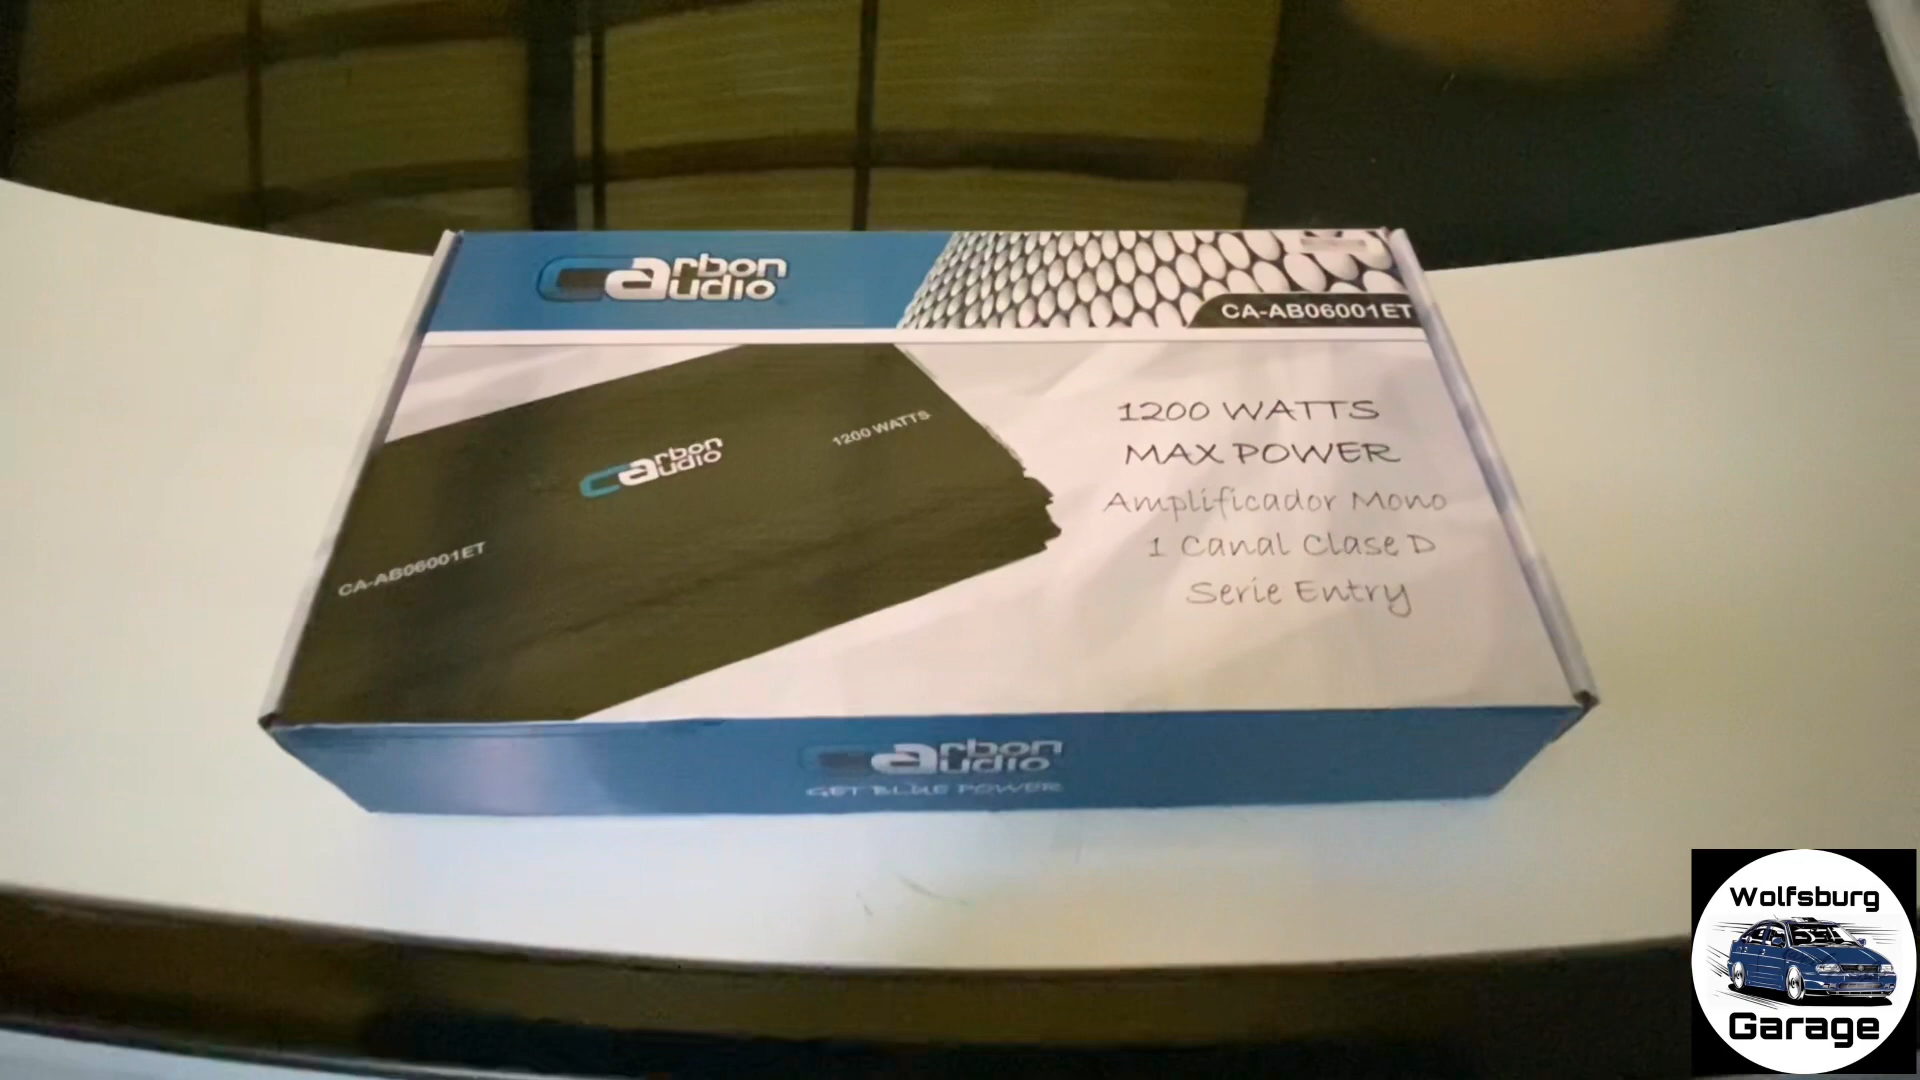 Carbon
Audio
CA-AB06001ET
1200 WATTS
MAX POWER
Amplificador Mono
1 Canal Clase D
Serie Entry
1200 WATTS
Carbon
Audio
CA-AB06001ET
Carbon
Audio
GET BLUE POWER
Wolfsburg
Garage